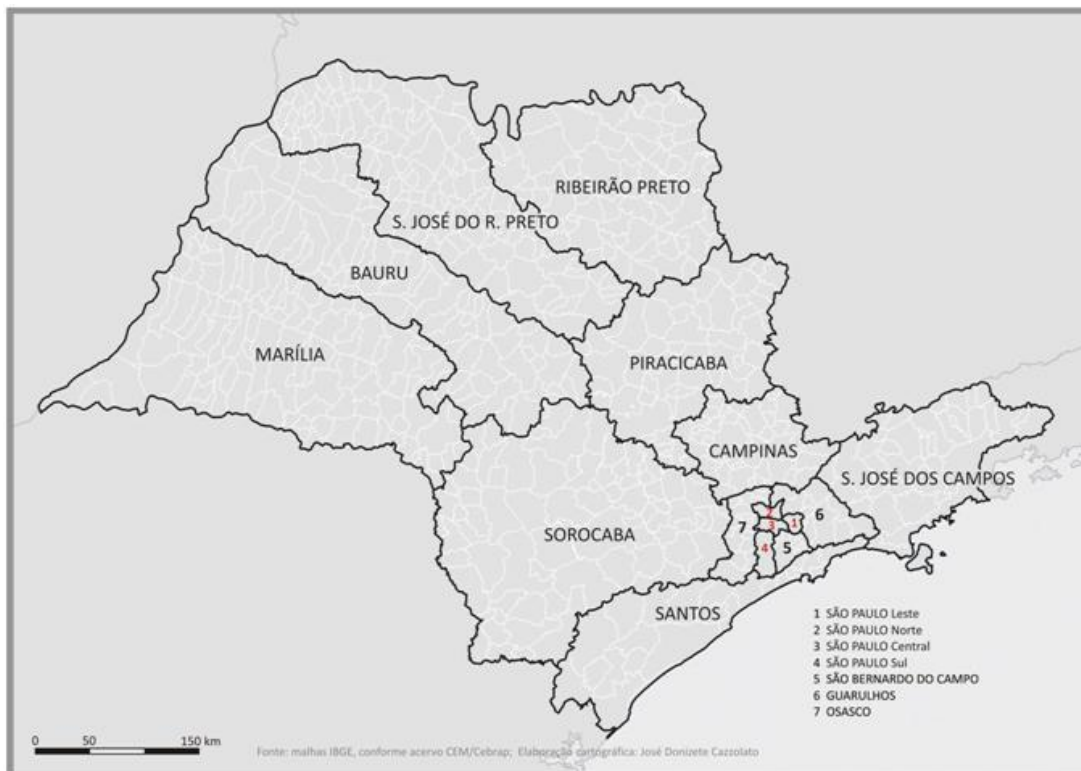 RIBEIRÃO PRETO
S. JOSÉ DO R. PRETO
BAURU
MARÍLIA
PIRACICABA
CAMPINAS
S. JOSÉ DOS CAMPOS
SOROCABA
2
6
7
3
1
4
5
SANTOS
1 SÃO PAULO Leste
2 SÃO PAULO Norte
3 SÃO PAULO Central
4 SÃO PAULO Sul
5 SÃO BERNARDO DO CAMPO
6 GUARULHOS
7 OSASCO
0 50 150 km
Fonte: malhas IBGE, conforme acervo CEM/Cebrap; Elaboração cartográfica: José Donizete Cazzolato